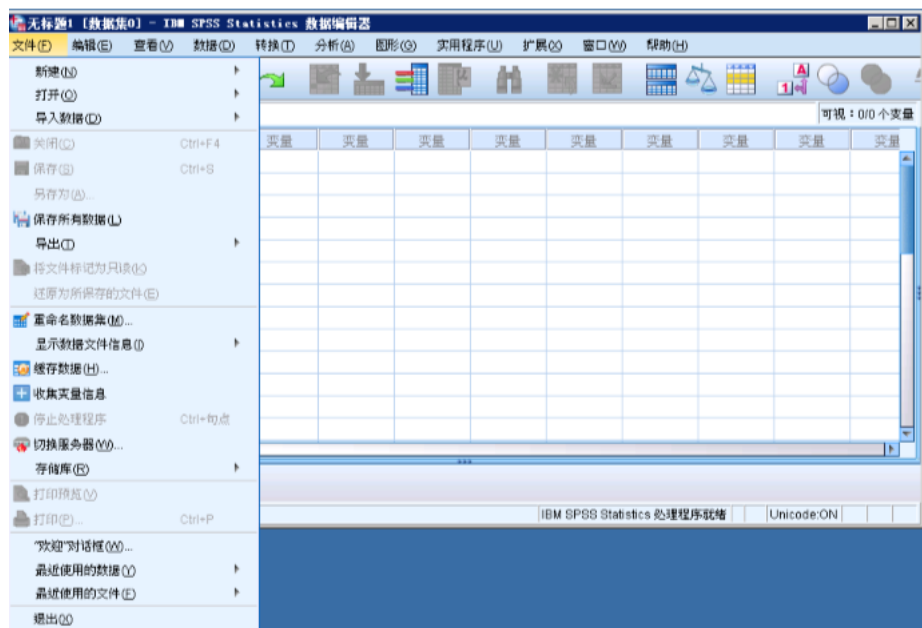 无标题1 [数据集0] - IBM SPSS Statistics 数据编辑器
文件(F) 编辑(E) 查看(V) 数据(D) 转换(T) 分析(A) 图形(G) 实用程序(U) 扩展(X) 窗口(W) 帮助(H)
新建(N)
打开(O)
导入数据(D)
可视：0/0 个变量
关闭(C) Ctrl+F4
变量 变量 变量 变量 变量 变量 变量 变量 变量
保存(S) Ctrl+S
另存为(A)...
保存所有数据(L)
导出(T)
将文件标记为只读(K)
还原为所保存的文件(E)
重命名数据集(M)...
显示数据文件信息(I)
缓存数据(H)...
收集变量信息
停止处理程序 Ctrl+句点
切换服务器(W)...
存储库(R)
打印预览(V)
打印(P)... Ctrl+P
IBM SPSS Statistics 处理程序就绪 Unicode:ON
"欢迎"对话框(W)...
最近使用的数据(Y)
最近使用的文件(F)
退出(X)